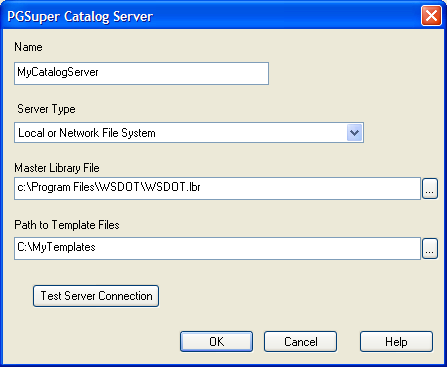 PGSuper Catalog Server
Name
MyCatalogServer
Server Type
Local or Network File System
Master Library File
c:\Program Files\WSDOT\WSDOT.lbr
...
Path to Template Files
C:\MyTemplates
...
Test Server Connection
OK Cancel Help